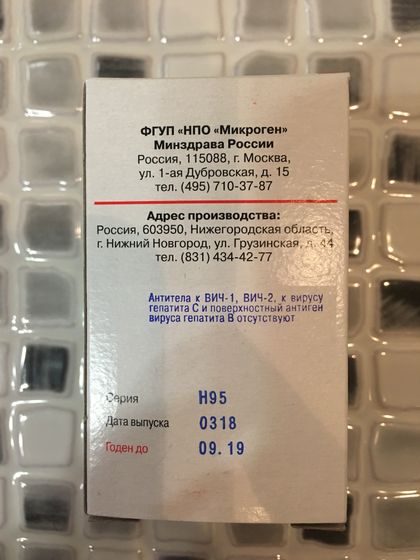 ФГУП «НПО «Микроген»
Минздрава России
Россия, 115088, г. Москва,
ул. 1-ая Дубровская, д. 15
тел. (495) 710-37-87
Адрес производства:
Россия, 603950, Нижегородская область,
г. Нижний Новгород, ул. Грузинская, д. 44
тел. (831) 434-42-77
Антитела к ВИЧ-1, ВИЧ-2, к вирусу
гепатита С и поверхностный антиген
вируса гепатита В отсутствуют
Серия Н95
Дата выпуска 0318
Годен до 09.19